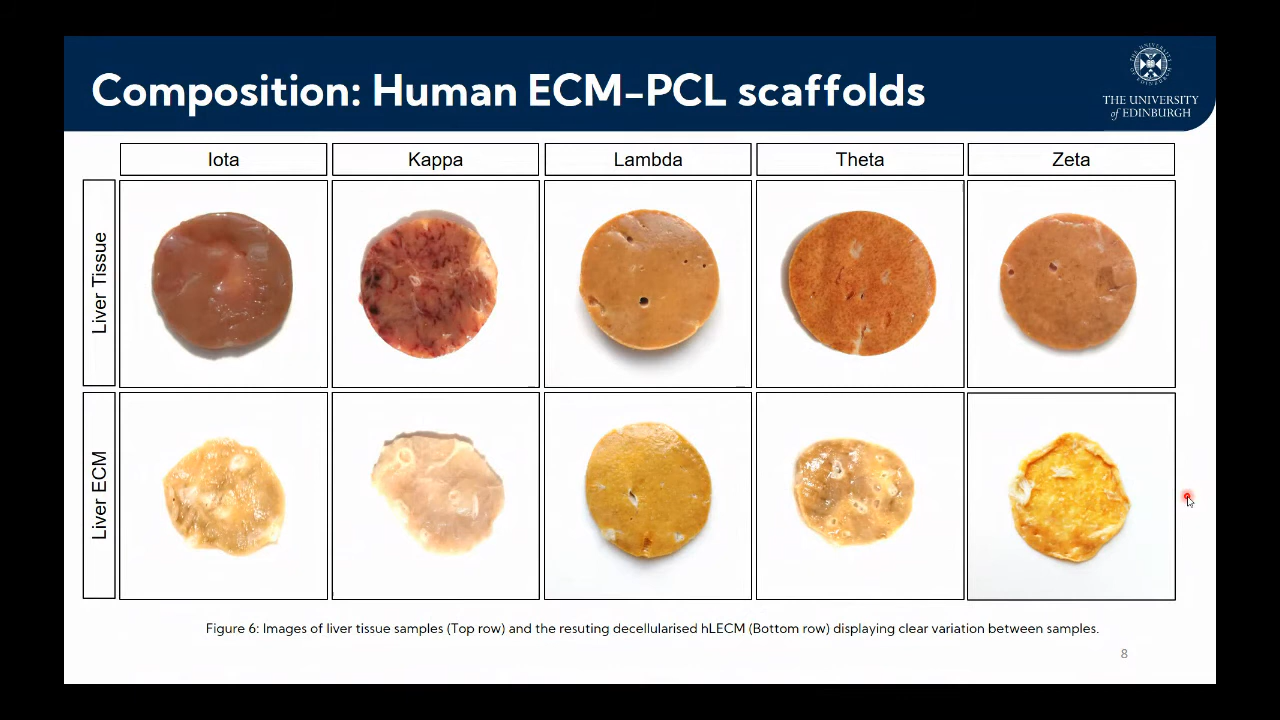 Composition: Human ECM-PCL scaffolds
THE UNIVERSITY
of EDINBURGH
Iota
Kappa
Lambda
Theta
Zeta
Liver Tissue
Liver ECM
Figure 6: Images of liver tissue samples (Top row) and the resuting decellularised hLECM (Bottom row) displaying clear variation between samples.
8